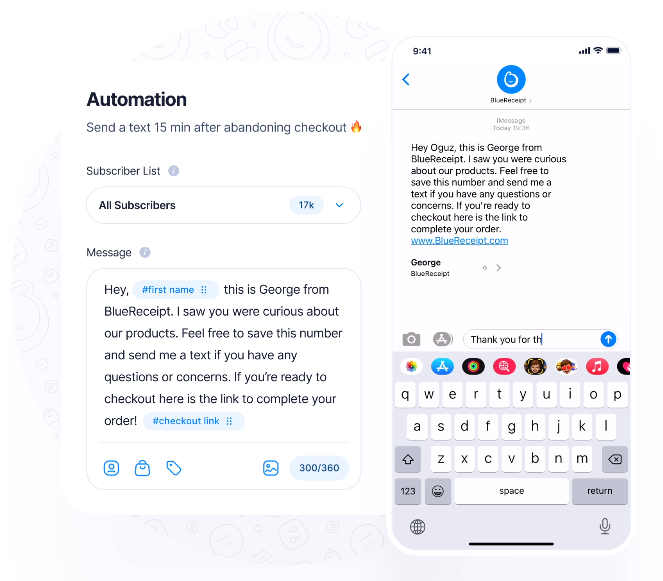 Automation
Send a text 15 min after abandoning checkout 🔥
Subscriber List
All Subscribers 17k
Message
Hey, #first name this is George from
BlueReceipt. I saw you were curious about
our products. Feel free to save this number
and send me a text if you have any
questions or concerns. If you're ready to
checkout here is the link to complete your
order! #checkout link
300/360
9:41
BlueReceipt
iMessage
Today 19:36
Hey Oguz, this is George from
BlueReceipt. I saw you were curious
about our products. Feel free to
save this number and send me a
text if you have any questions or
concerns. If you're ready to
checkout here is the link to
complete your order.
www.BlueReceipt.com
George
BlueReceipt
Thank you for th
q w e r t y u i o p
a s d f g h j k l
z x c v b n m
123 space return